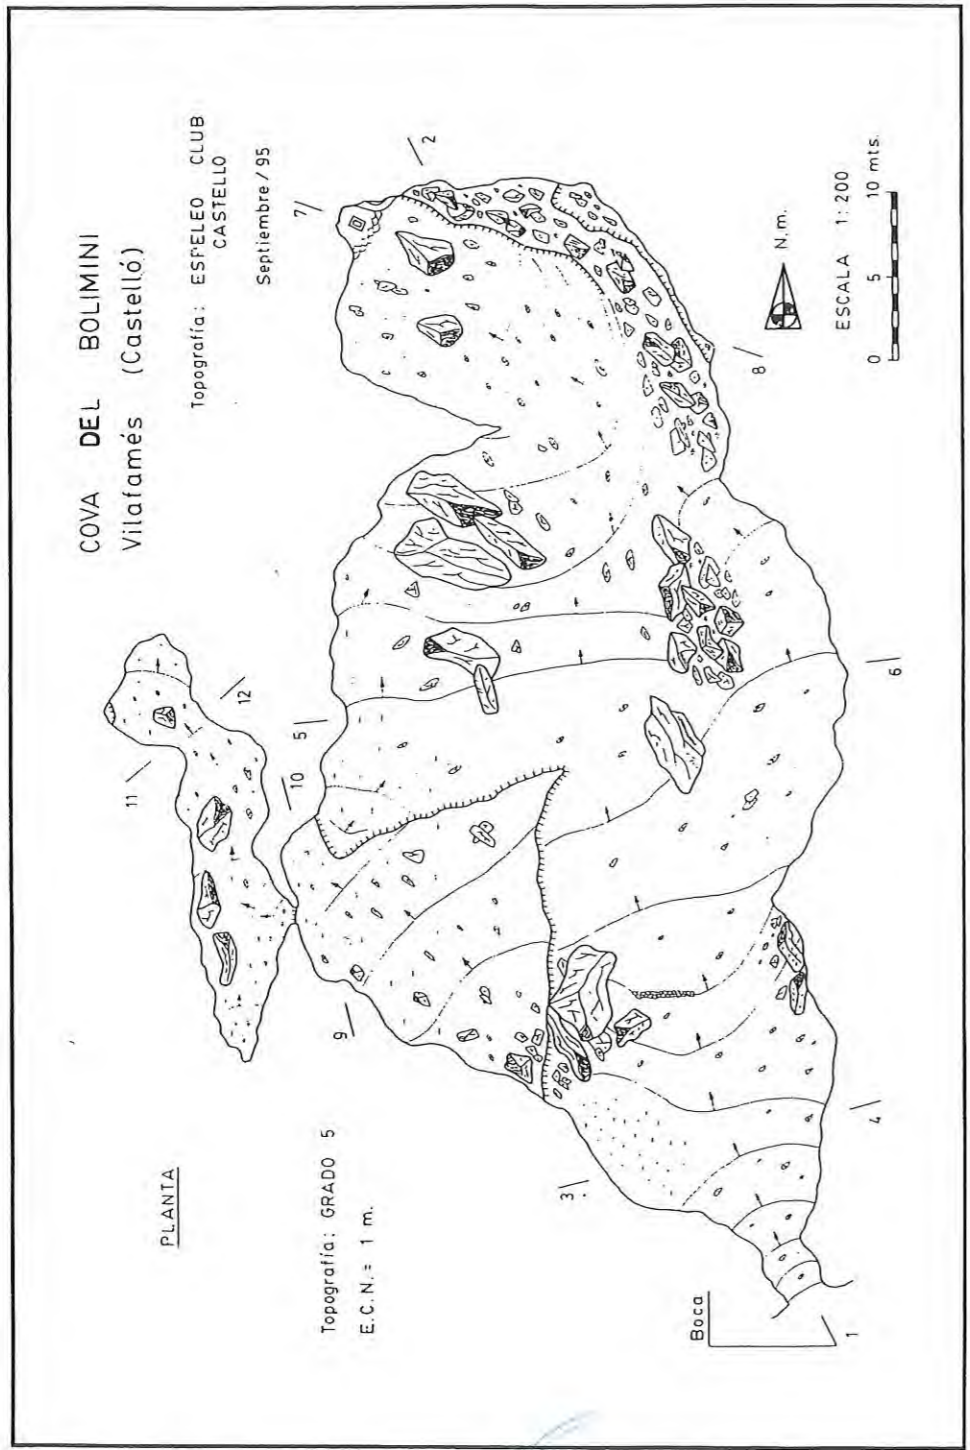 COVA DEL BOLIMINI
Vilafamés (Castelló)
Topografía: ESPELEO CLUB
CASTELLO
Septiembre / 95
PLANTA
Topografía: GRADO 5
E.C.N. = 1 m.
Boca
1
2
3
4
5
6
7
8
9
10
11
12
N.m.
ESCALA 1:200
0 5 10 mts.